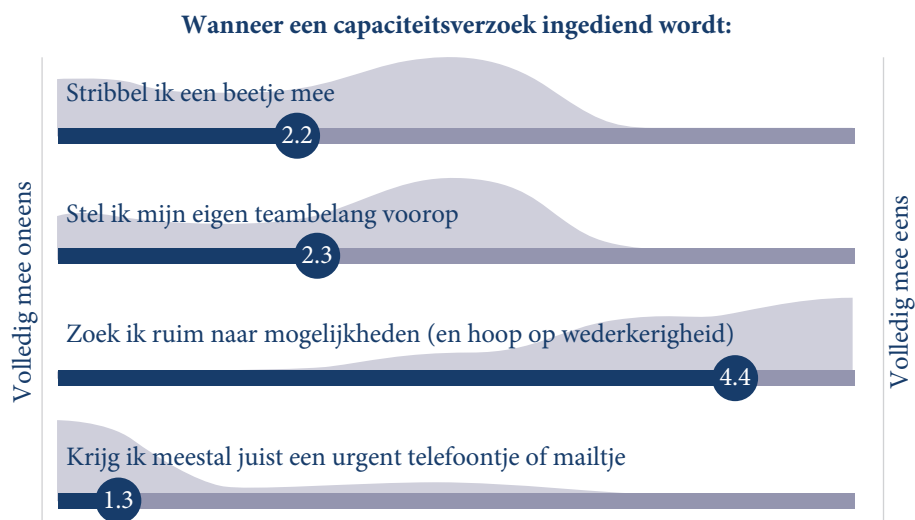 Wanneer een capaciteitsverzoek ingediend wordt:
Volledig mee oneens
Volledig mee eens
Stribbel ik een beetje mee
2.2
Stel ik mijn eigen teambelang voorop
2.3
Zoek ik ruim naar mogelijkheden (en hoop op wederkerigheid)
4.4
Krijg ik meestal juist een urgent telefoontje of mailtje
1.3